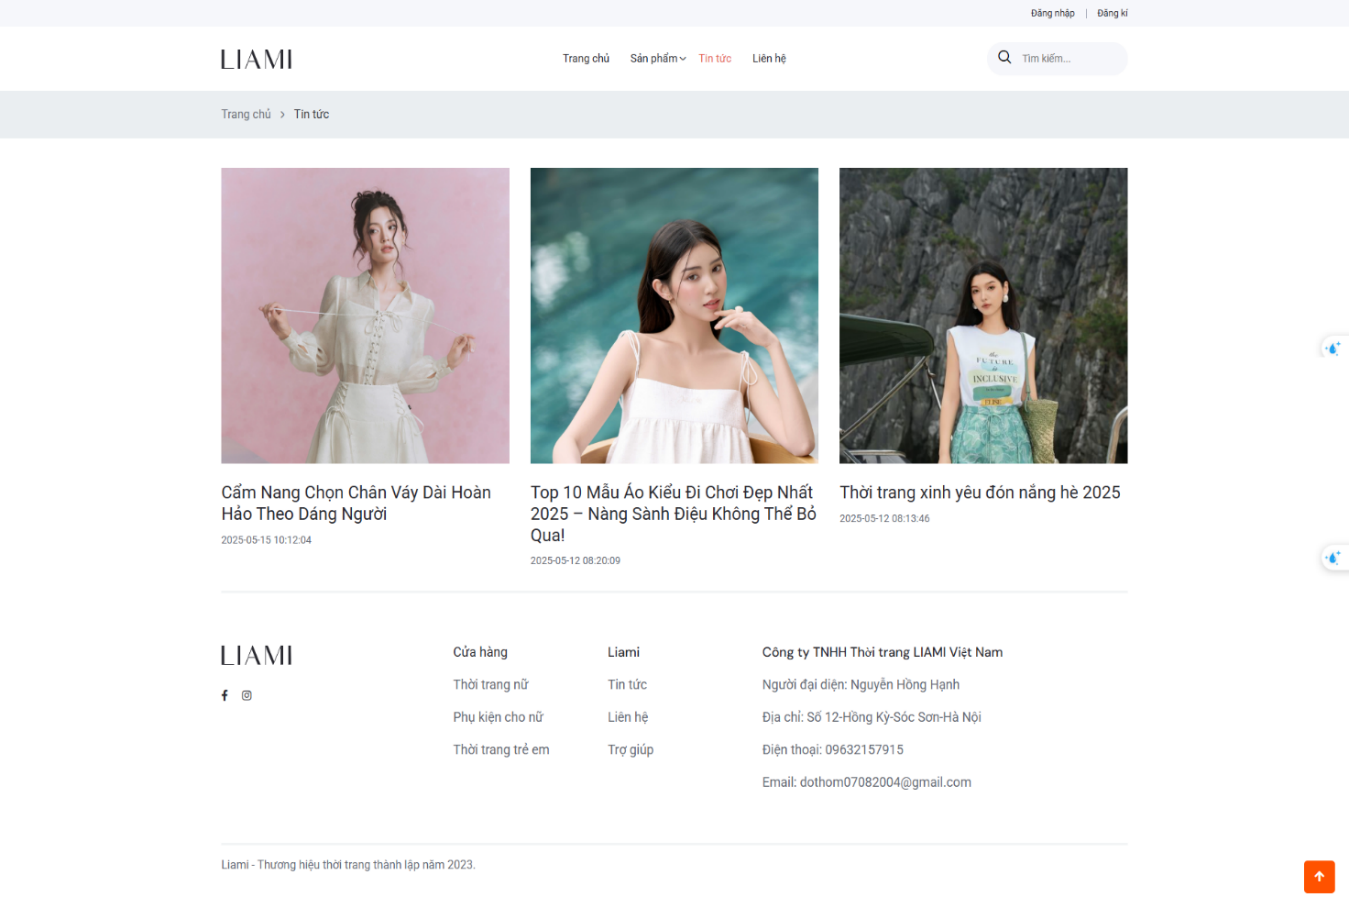 Đăng nhập | Đăng kí
LIAMI
Trang chủ Sản phẩm Tin tức Liên hệ
Tìm kiếm...
Trang chủ > Tin tức
FUTURE
INCLUSIVE
Cẩm Nang Chọn Chân Váy Dài Hoàn
Hảo Theo Dáng Người
2025-05-15 10:12:04
Top 10 Mẫu Áo Kiểu Đi Chơi Đẹp Nhất
2025 – Nàng Sành Điệu Không Thể Bỏ
Qua!
2025-05-12 08:20:09
Thời trang xinh yêu đón nắng hè 2025
2025-05-12 08:13:46
LIAMI
Cửa hàng
Thời trang nữ
Phụ kiện cho nữ
Thời trang trẻ em
Liami
Tin tức
Liên hệ
Trợ giúp
Công ty TNHH Thời trang LIAMI Việt Nam
Người đại diện: Nguyễn Hồng Hạnh
Địa chỉ: Số 12-Hồng Kỳ-Sóc Sơn-Hà Nội
Điện thoại: 09632157915
Email: dothom07082004@gmail.com
Liami - Thương hiệu thời trang thành lập năm 2023.